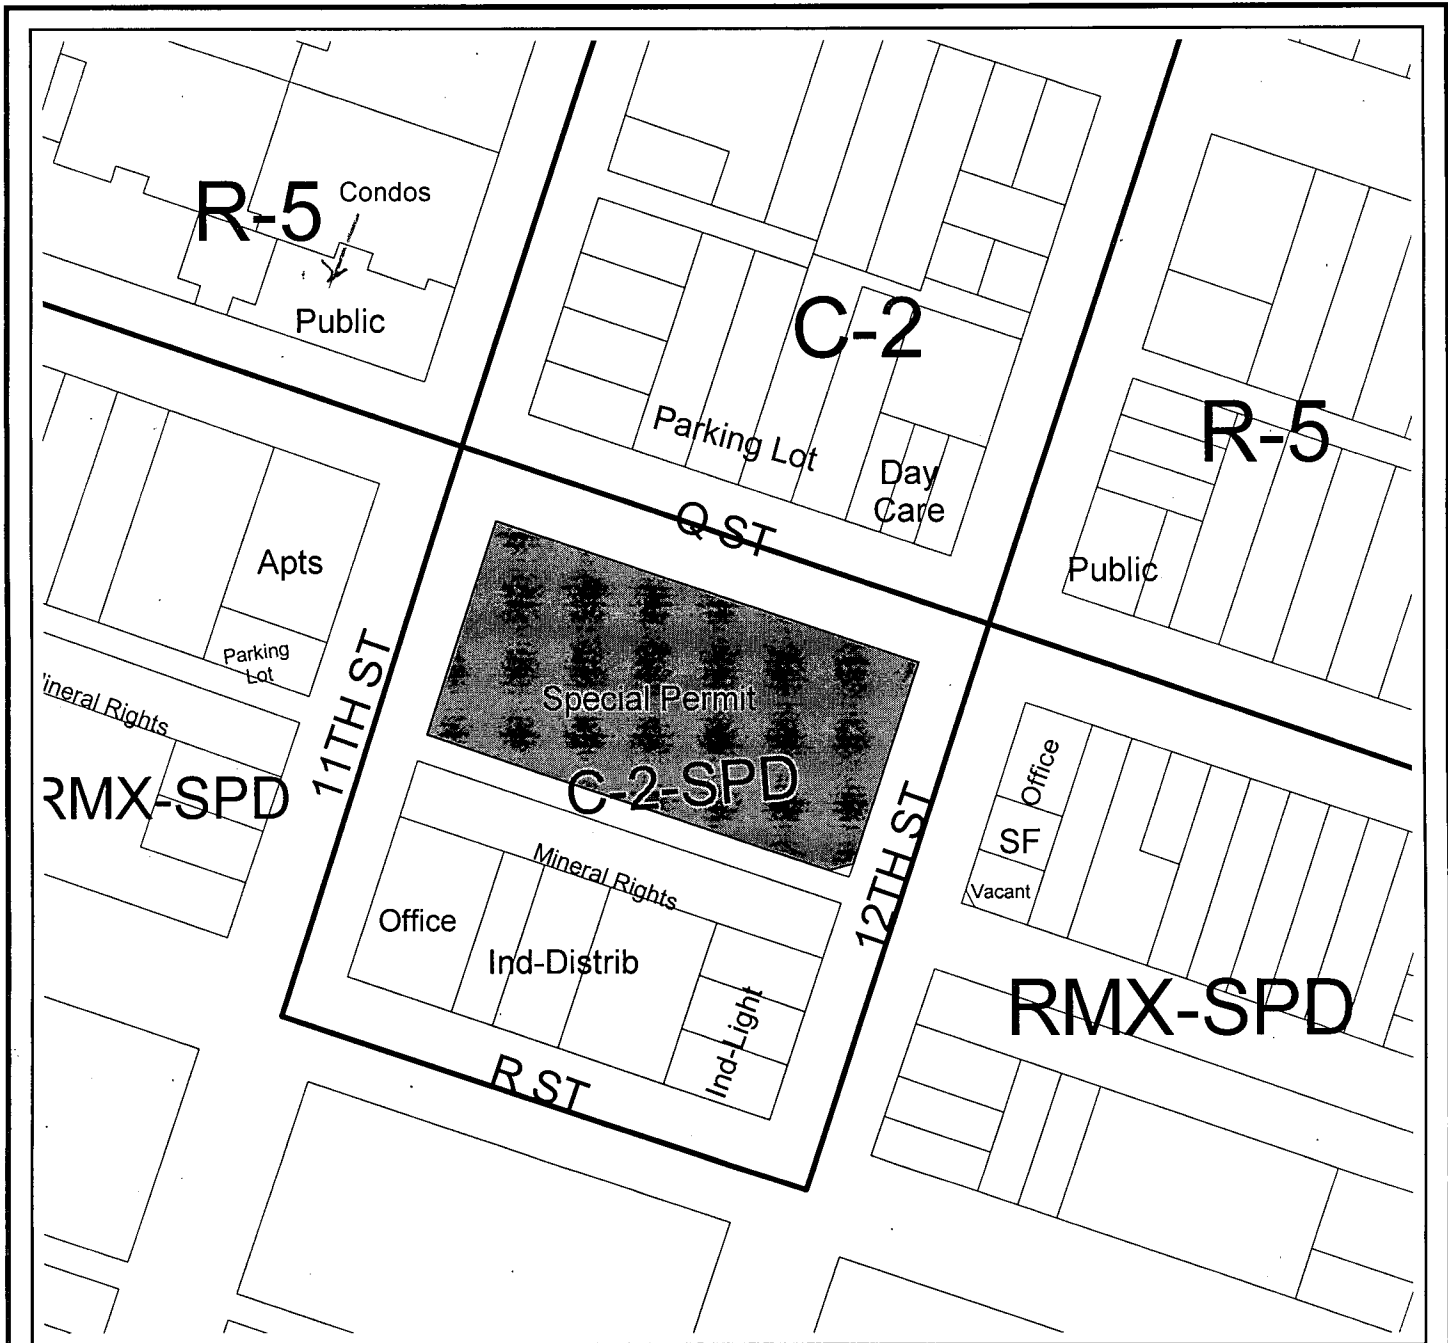 R-5
Condos
Public
C-2
Parking Lot
Day
Care
R-5
Public
Q ST
Apts
Parking
Lot
11TH ST
Special Permit
C-2-SPD
ineral Rights
RMX-SPD
Mineral Rights
Office
Ind-Distrib
Ind-Light
12TH ST
Office
SF
Vacant
RMX-SPD
R ST